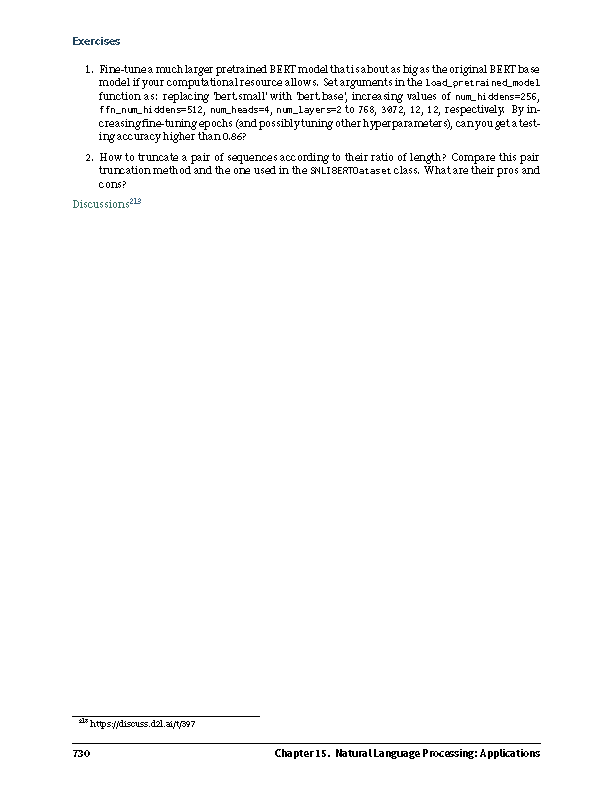 Exercises
1. Fine-tune a much larger pretrained BERT model that is about as big as the original BERT base
model if your computational resource allows. Set arguments in the load_pretrained_model
function as: replacing 'bert.small' with 'bert.base', increasing values of num_hiddens=256,
ffn_num_hiddens=512, num_heads=4, num_layers=2 to 768, 3072, 12, 12, respectively. By in-
creasing fine-tuning epochs (and possibly tuning other hyperparameters), can you get a test-
ing accuracy higher than 0.86?
2. How to truncate a pair of sequences according to their ratio of length? Compare this pair
truncation method and the one used in the SNLIBERTDataset class. What are their pros and
cons?
Discussions213
213 https://discuss.d2l.ai/t/397
730 Chapter 15. Natural Language Processing: Applications